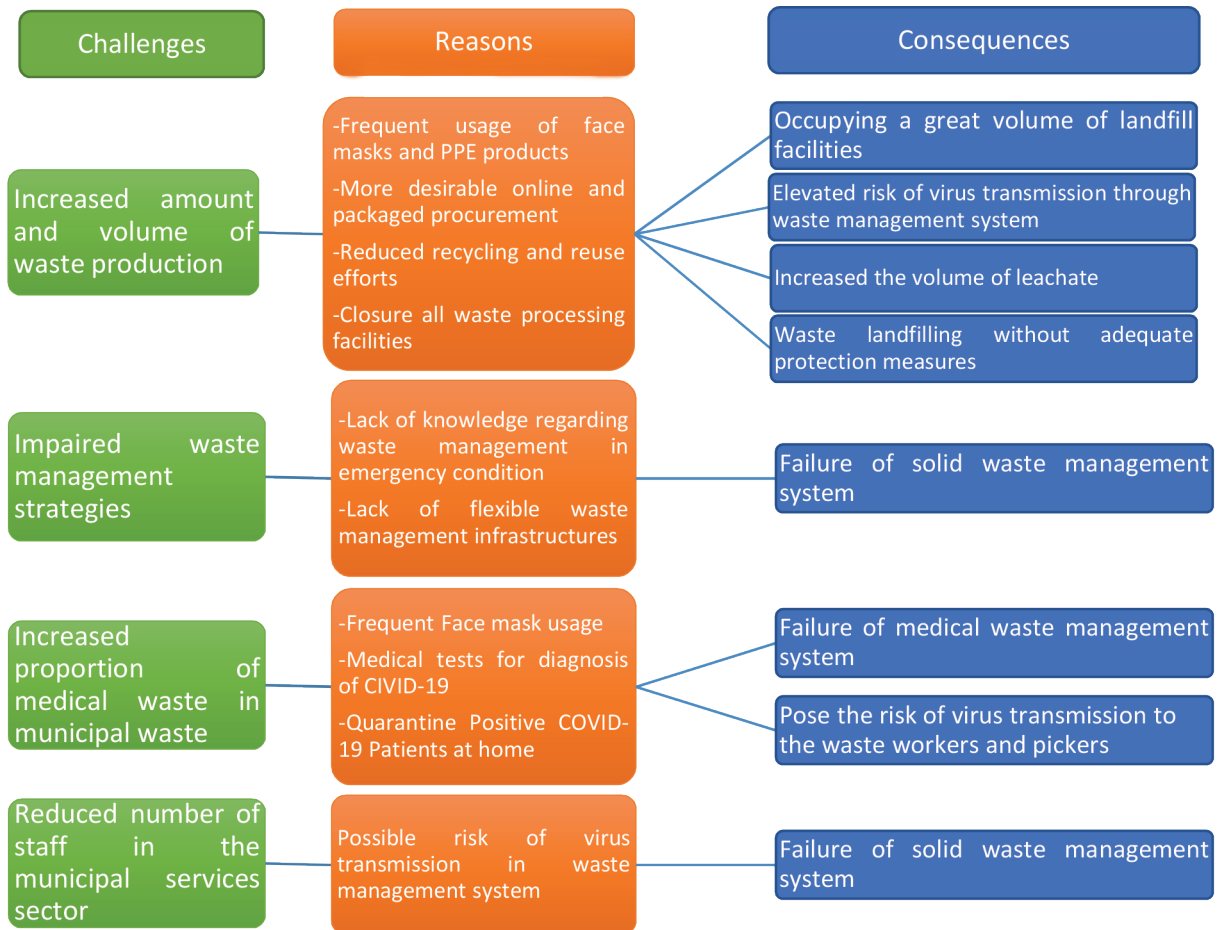 Challenges
Reasons
Consequences
Increased amount
and volume of
waste production
-Frequent usage of face
masks and PPE products
-More desirable online and
packaged procurement
-Reduced recycling and reuse
efforts
-Closure all waste processing
facilities
Occupying a great volume of landfill
facilities
Elevated risk of virus transmission through
waste management system
Increased the volume of leachate
Waste landfilling without adequate
protection measures
Impaired waste
management
strategies
-Lack of knowledge regarding
waste management in
emergency condition
-Lack of flexible waste
management infrastructures
Failure of solid waste management
system
Increased
proportion of
medical waste in
municipal waste
-Frequent Face mask usage
-Medical tests for diagnosis
of CIVID-19
-Quarantine Positive COVID-
19 Patients at home
Failure of medical waste management
system
Pose the risk of virus transmission to
the waste workers and pickers
Reduced number of
staff in the
municipal services
sector
Possible risk of virus
transmission in waste
management system
Failure of solid waste management
system